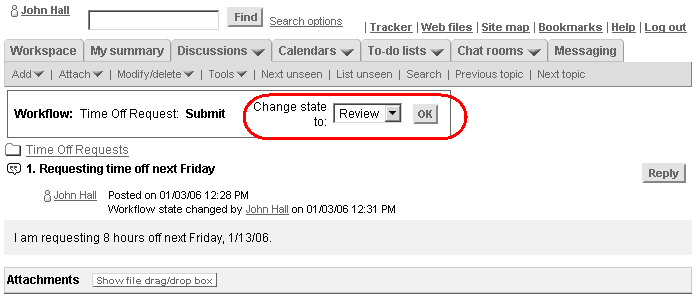 John Hall
Find Search options
| Tracker | Web files | Site map | Bookmarks | Help | Log out
Workspace My summary Discussions Calendars To-do lists Chat rooms Messaging
Add | Attach | Modify/delete | Tools | Next unseen | List unseen | Search | Previous topic | Next topic
Workflow: Time Off Request: Submit Change state to: Review OK
Time Off Requests
1. Requesting time off next Friday
Reply
John Hall Posted on 01/03/06 12:28 PM
Workflow state changed by John Hall on 01/03/06 12:31 PM
I am requesting 8 hours off next Friday, 1/13/06.
Attachments Show file drag/drop box